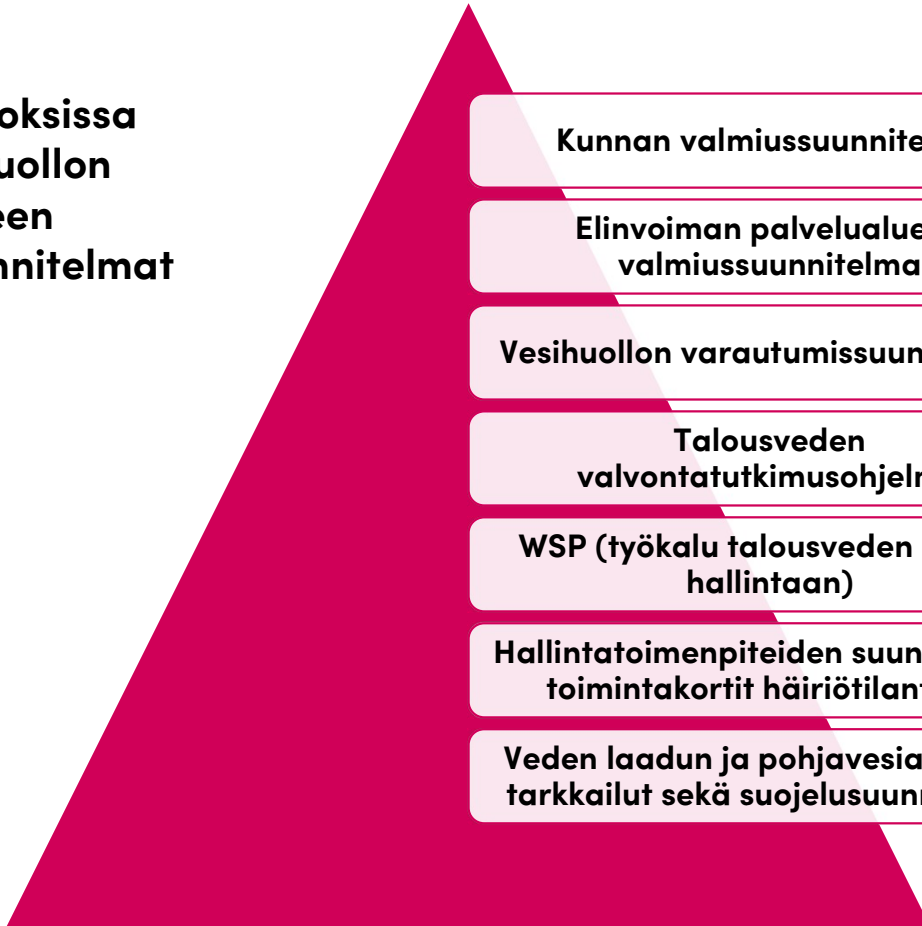 oksissa
uollon
een
nnitelmat
Kunnan valmiussuunnite
Elinvoiman palvelualue
valmiussuunnitelma
Vesihuollon varautumissuun
Talousveden
valvontatutkimusohjeln
WSP (työkalu talousveden
hallintaan)
Hallintatoimenpiteiden suun
toimintakortit häiriötilan
Veden laadun ja pohjavesia
tarkkailut sekä suojelusuun